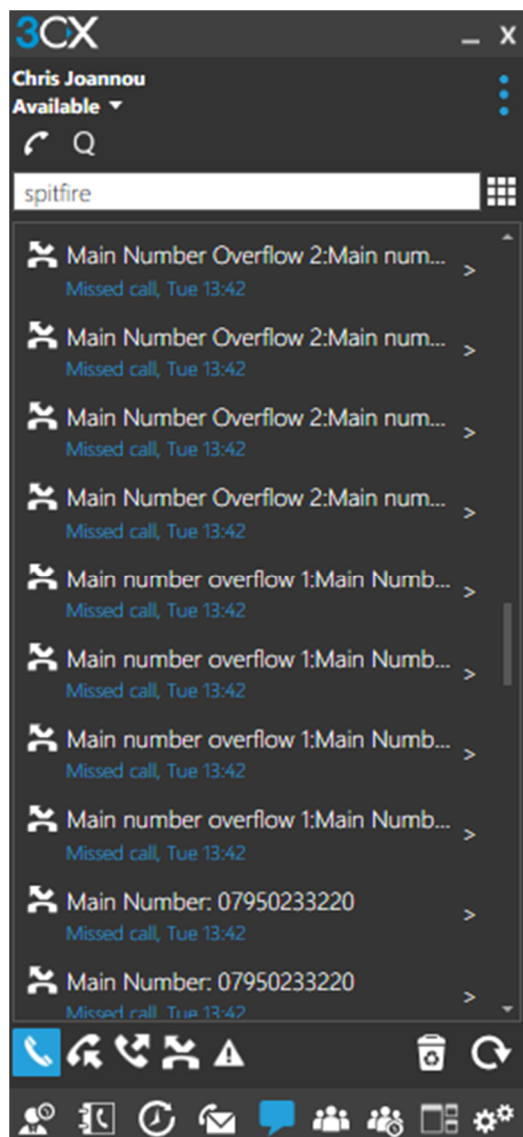 3CX
Chris Joannou
Available
Q
spitfire
Main Number Overflow 2:Main num...
Missed call, Tue 13:42
Main Number Overflow 2:Main num...
Missed call, Tue 13:42
Main Number Overflow 2:Main num...
Missed call, Tue 13:42
Main Number Overflow 2:Main num...
Missed call, Tue 13:42
Main number overflow 1:Main Numb...
Missed call, Tue 13:42
Main number overflow 1:Main Numb...
Missed call, Tue 13:42
Main number overflow 1:Main Numb...
Missed call, Tue 13:42
Main number overflow 1:Main Numb...
Missed call, Tue 13:42
Main Number: 07950233220
Missed call, Tue 13:42
Main Number: 07950233220
Missed call, Tue 13:42